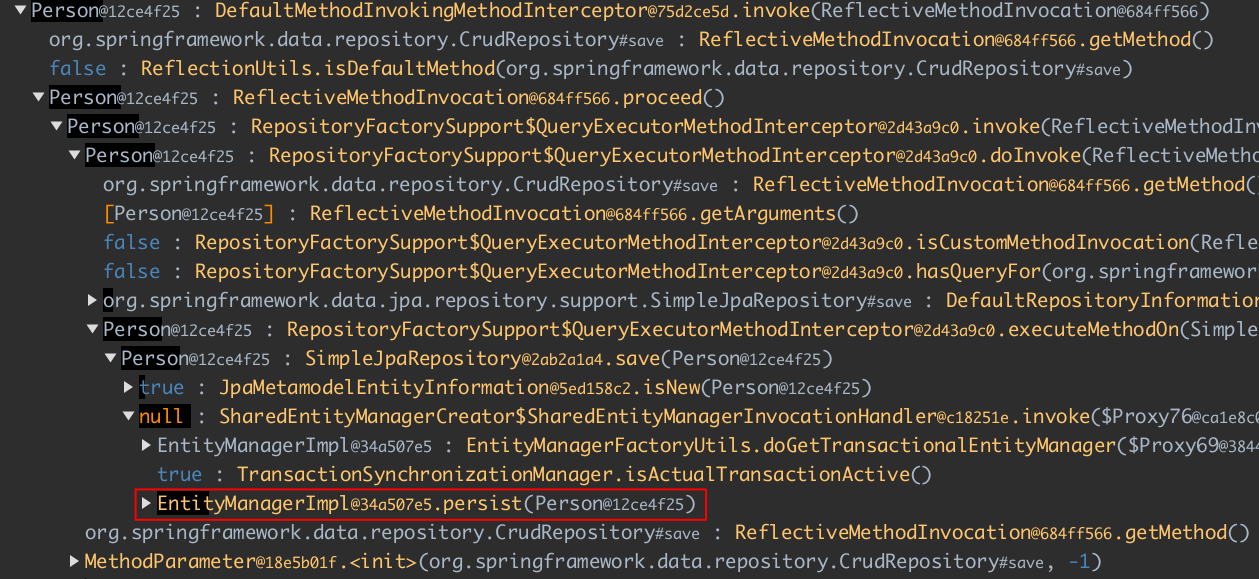 ▼Person@12ce4f25 : DefaultMethodInvokingMethodInterceptor@75d2ce5d.invoke(ReflectiveMethodInvocation@684ff566)
org.springframework.data.repository.CrudRepository#save : ReflectiveMethodInvocation@684ff566.getMethod()
false : ReflectionUtils.isDefaultMethod(org.springframework.data.repository.CrudRepository#save)
▼Person@12ce4f25 : ReflectiveMethodInvocation@684ff566.proceed()
▼Person@12ce4f25 : RepositoryFactorySupport$QueryExecutorMethodInterceptor@2d43a9c0.invoke(ReflectiveMethodInv
▼Person@12ce4f25 : RepositoryFactorySupport$QueryExecutorMethodInterceptor@2d43a9c0.doInvoke(ReflectiveMetho
org.springframework.data.repository.CrudRepository#save : ReflectiveMethodInvocation@684ff566.getMethod(
[Person@12ce4f25] : ReflectiveMethodInvocation@684ff566.getArguments()
false : RepositoryFactorySupport$QueryExecutorMethodInterceptor@2d43a9c0.isCustomMethodInvocation(Refle
false : RepositoryFactorySupport$QueryExecutorMethodInterceptor@2d43a9c0.hasQueryFor(org.springframewor
▶org.springframework.data.jpa.repository.support.SimpleJpaRepository#save : DefaultRepositoryInformation
▼Person@12ce4f25 : RepositoryFactorySupport$QueryExecutorMethodInterceptor@2d43a9c0.executeMethodOn(Simple
▼Person@12ce4f25 : SimpleJpaRepository@2ab2a1a4.save(Person@12ce4f25)
▶true : JpaMetamodelEntityInformation@5ed158c2.isNew(Person@12ce4f25)
▼null : SharedEntityManagerCreator$SharedEntityManagerInvocationHandler@c18251e.invoke($Proxy76@ca1e8c0
▶EntityManagerImpl@34a507e5 : EntityManagerFactoryUtils.doGetTransactionalEntityManager($Proxy69@3844
true : TransactionSynchronizationManager.isActualTransactionActive()
▶EntityManagerImpl@34a507e5.persist(Person@12ce4f25)
org.springframework.data.repository.CrudRepository#save : ReflectiveMethodInvocation@684ff566.getMethod()
▶MethodParameter@18e5b01f.<init>(org.springframework.data.repository.CrudRepository#save, -1)